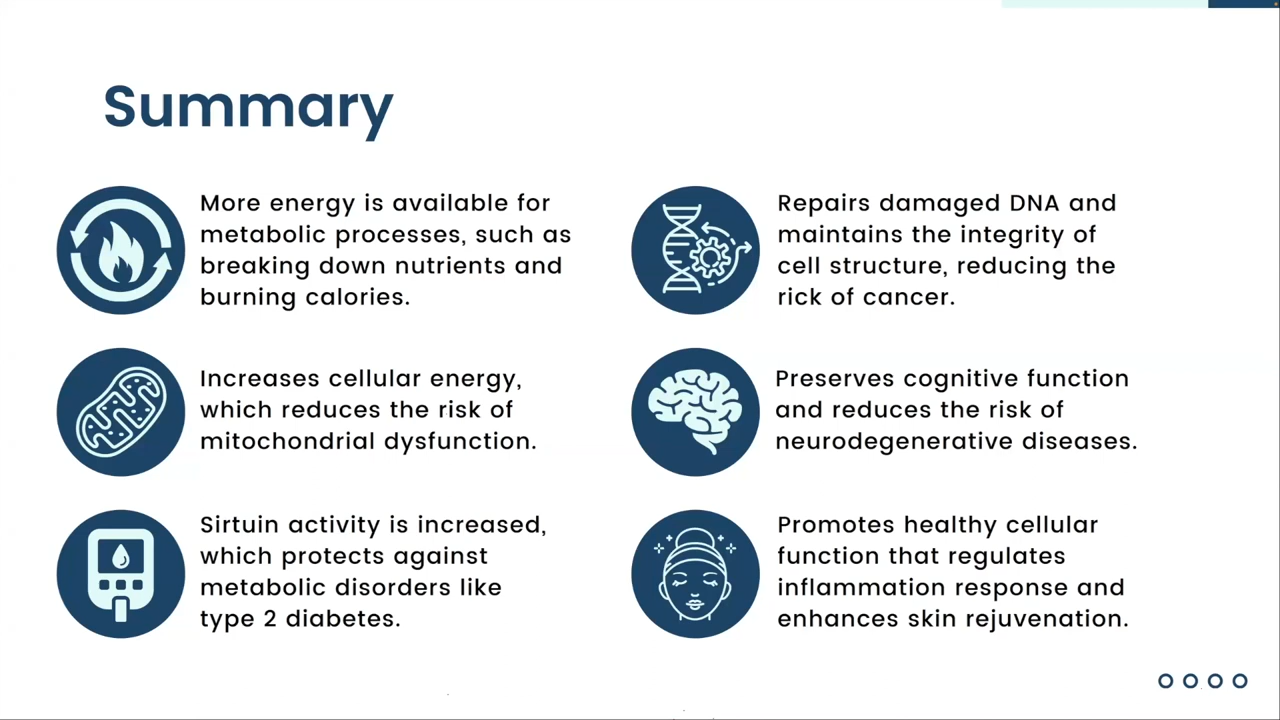 Summary
More energy is available for
metabolic processes, such as
breaking down nutrients and
burning calories.
Increases cellular energy,
which reduces the risk of
mitochondrial dysfunction.
Sirtuin activity is increased,
which protects against
metabolic disorders like
type 2 diabetes.
Repairs damaged DNA and
maintains the integrity of
cell structure, reducing the
rick of cancer.
Preserves cognitive function
and reduces the risk of
neurodegenerative diseases.
Promotes healthy cellular
function that regulates
inflammation response and
enhances skin rejuvenation.